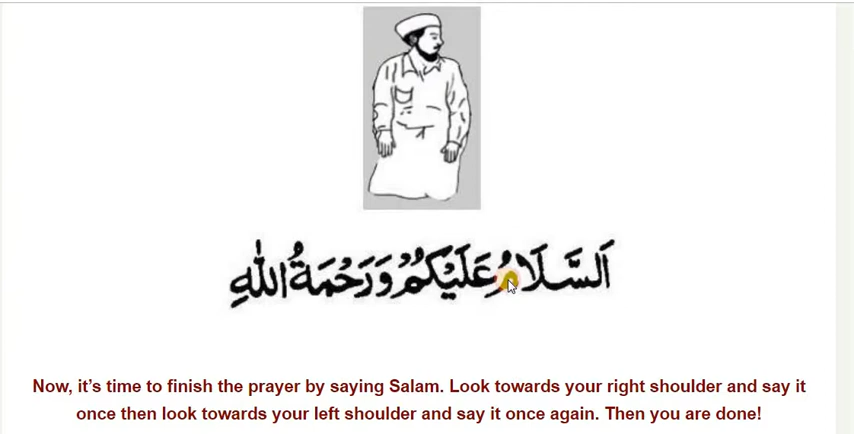 اَلسَّلَامُ عَلَيْكُمْ وَرَحْمَةُ اللهِ
Now, it’s time to finish the prayer by saying Salam. Look towards your right shoulder and say it
once then look towards your left shoulder and say it once again. Then you are done!